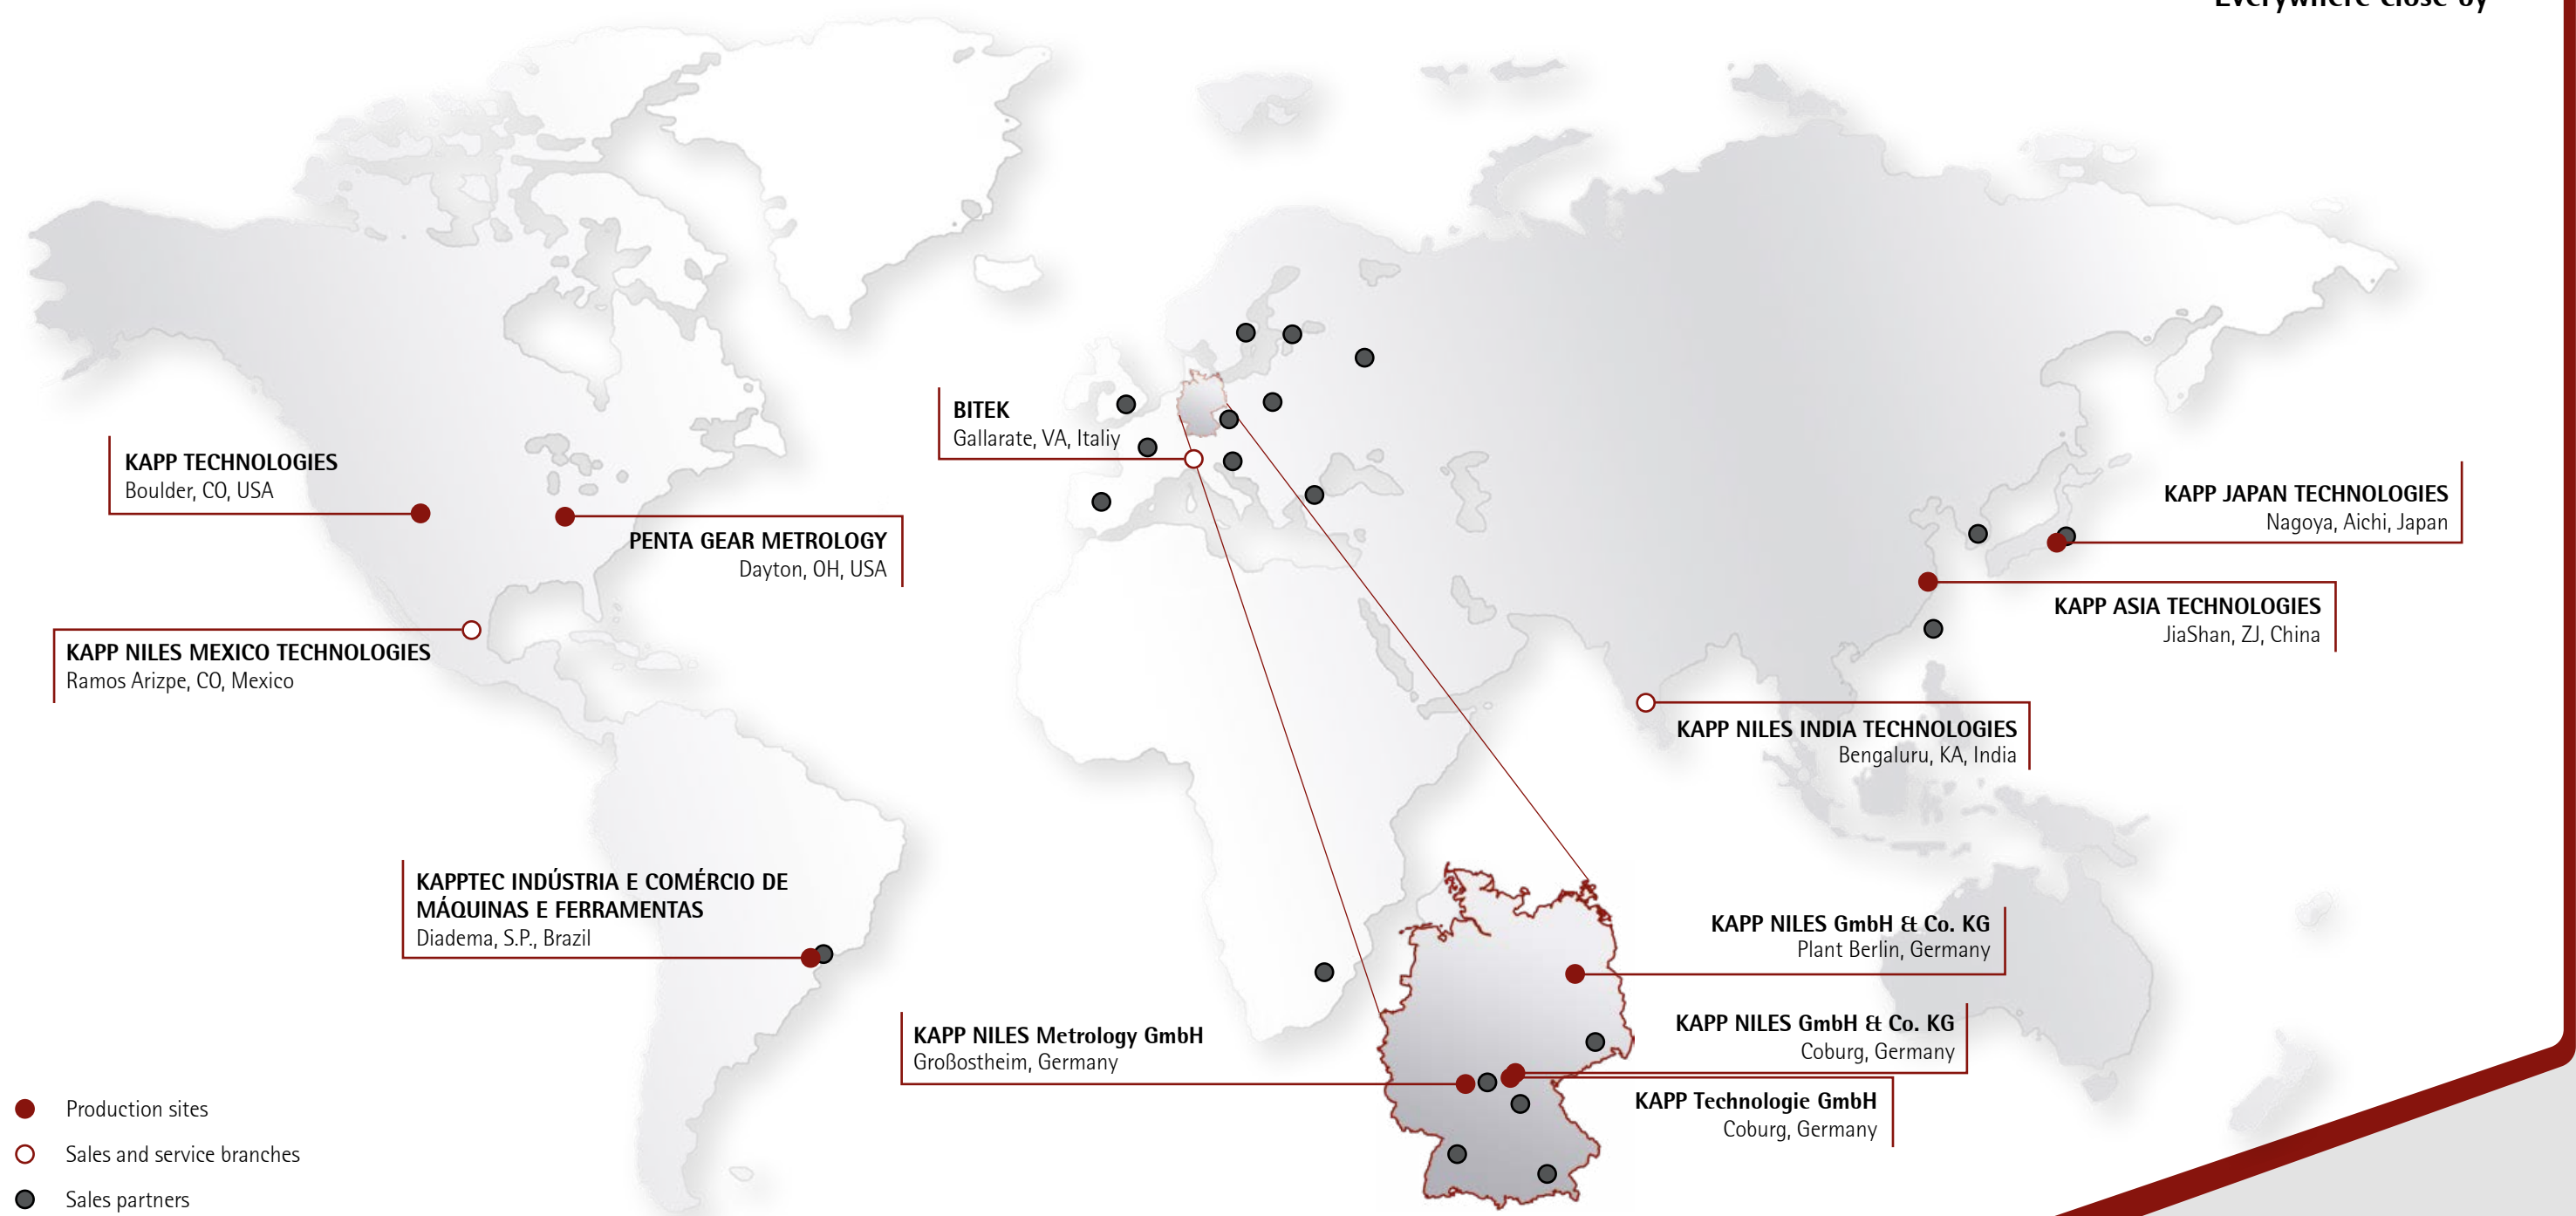 Everywhere close by
BITEK
Gallarate, VA, Italiy
KAPP TECHNOLOGIES
Boulder, CO, USA
PENTA GEAR METROLOGY
Dayton, OH, USA
KAPP JAPAN TECHNOLOGIES
Nagoya, Aichi, Japan
KAPP ASIA TECHNOLOGIES
JiaShan, ZJ, China
KAPP NILES MEXICO TECHNOLOGIES
Ramos Arizpe, CO, Mexico
KAPP NILES INDIA TECHNOLOGIES
Bengaluru, KA, India
KAPPTEC INDÚSTRIA E COMÉRCIO DE
MÁQUINAS E FERRAMENTAS
Diadema, S.P., Brazil
KAPP NILES GmbH & Co. KG
Plant Berlin, Germany
KAPP NILES Metrology GmbH
Großostheim, Germany
KAPP NILES GmbH & Co. KG
Coburg, Germany
KAPP Technologie GmbH
Coburg, Germany
Production sites
Sales and service branches
Sales partners